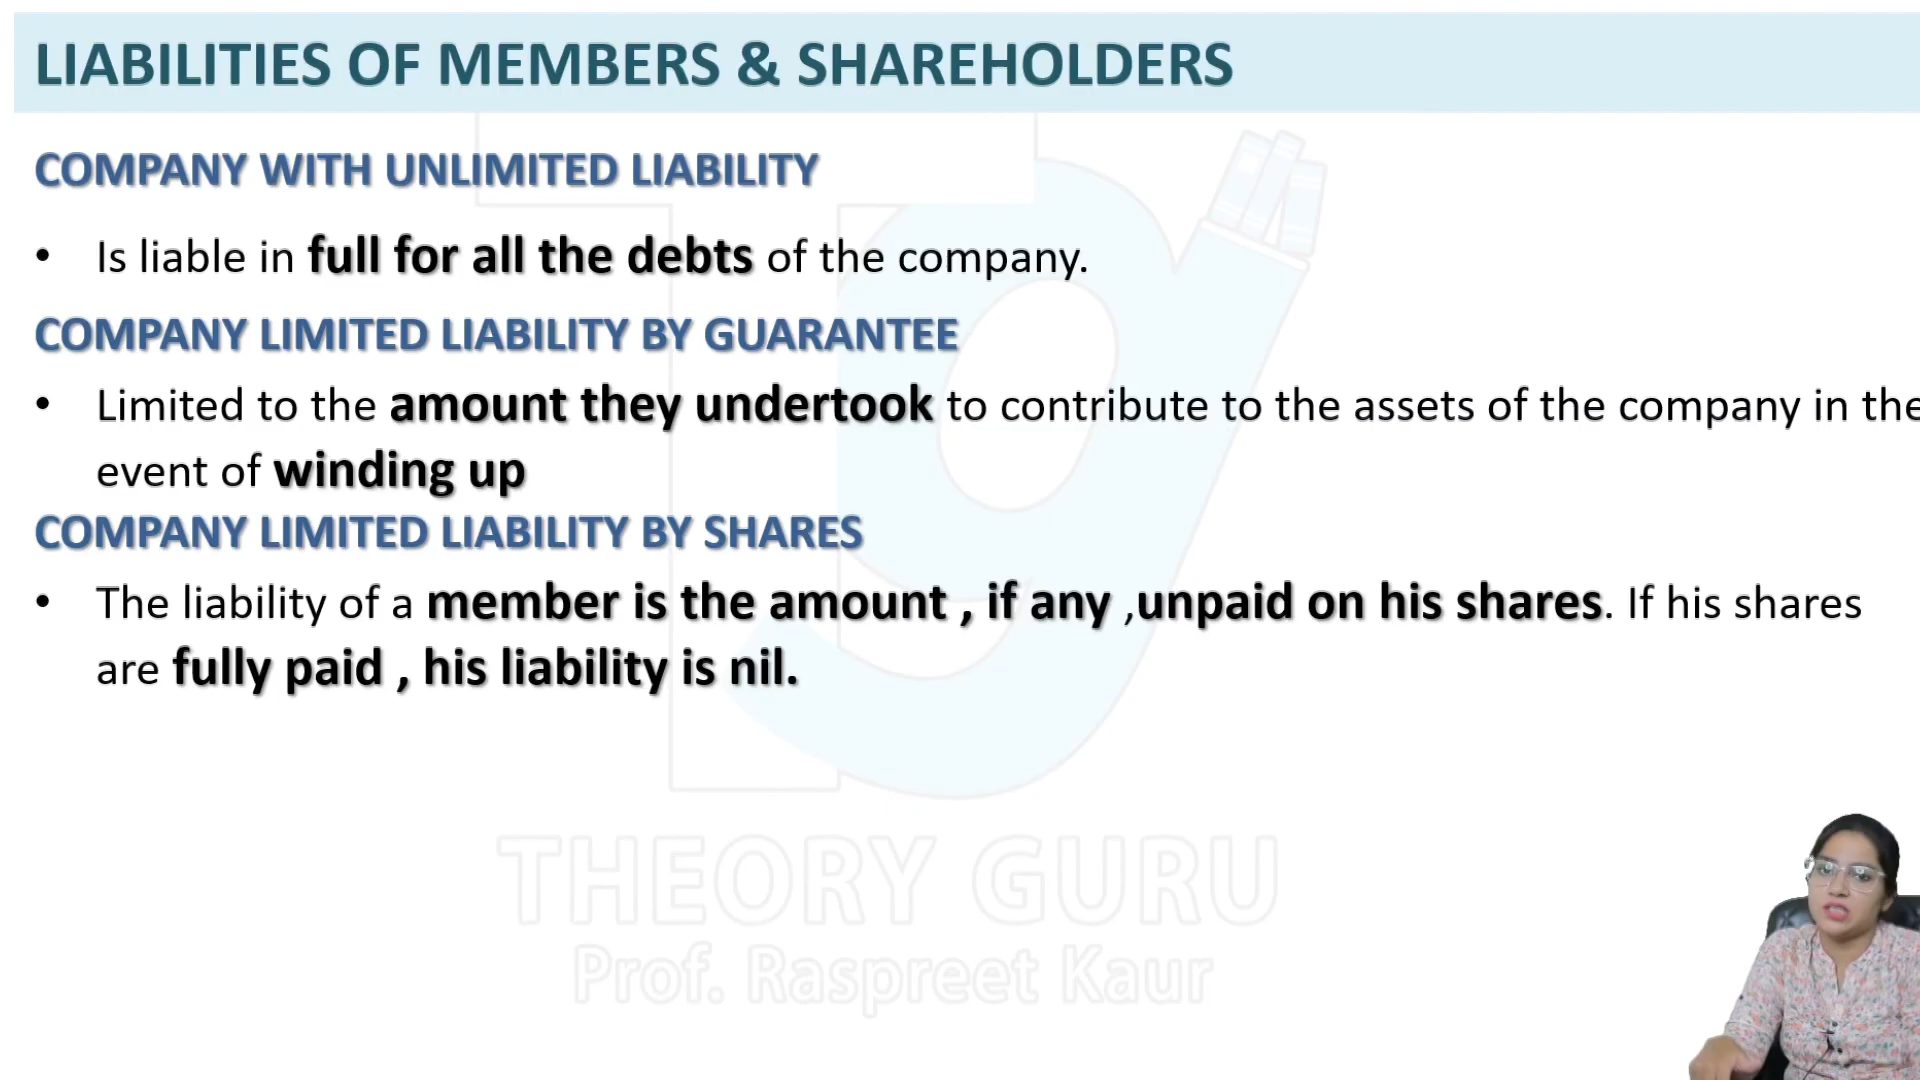 LIABILITIES OF MEMBERS & SHAREHOLDERS
COMPANY WITH UNLIMITED LIABILITY
• Is liable in full for all the debts of the company.
COMPANY LIMITED LIABILITY BY GUARANTEE
• Limited to the amount they undertook to contribute to the assets of the company in the
event of winding up
COMPANY LIMITED LIABILITY BY SHARES
• The liability of a member is the amount , if any ,unpaid on his shares. If his shares
are fully paid , his liability is nil.
THEORY GURU
Prof. Raspreet Kaur